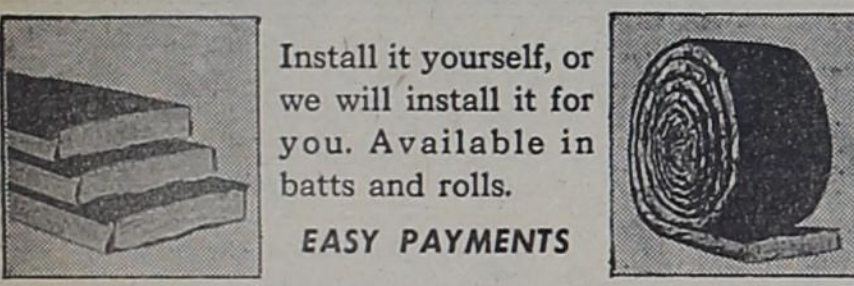 Install it yourself, or
we will install it for
you. Available in
batts and rolls.
EASY PAYMENTS